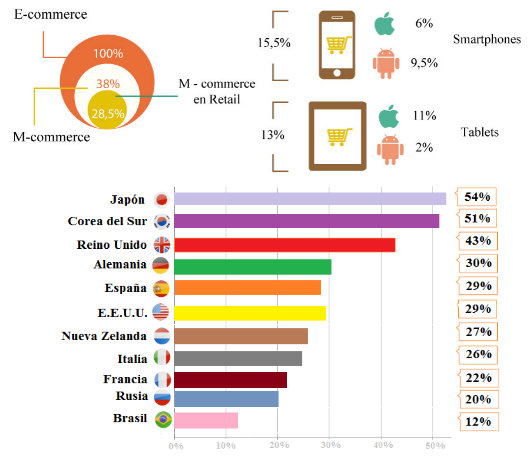 E-commerce
100%
38%
28,5%
M-commerce
M - commerce
en Retail
15,5%
6%
9,5%
Smartphones
13%
11%
2%
Tablets
Japón 54%
Corea del Sur 51%
Reino Unido 43%
Alemania 30%
España 29%
E.E.U.U. 29%
Nueva Zelanda 27%
Italia 26%
Francia 22%
Rusia 20%
Brasil 12%
0% 10% 20% 30% 40% 50%